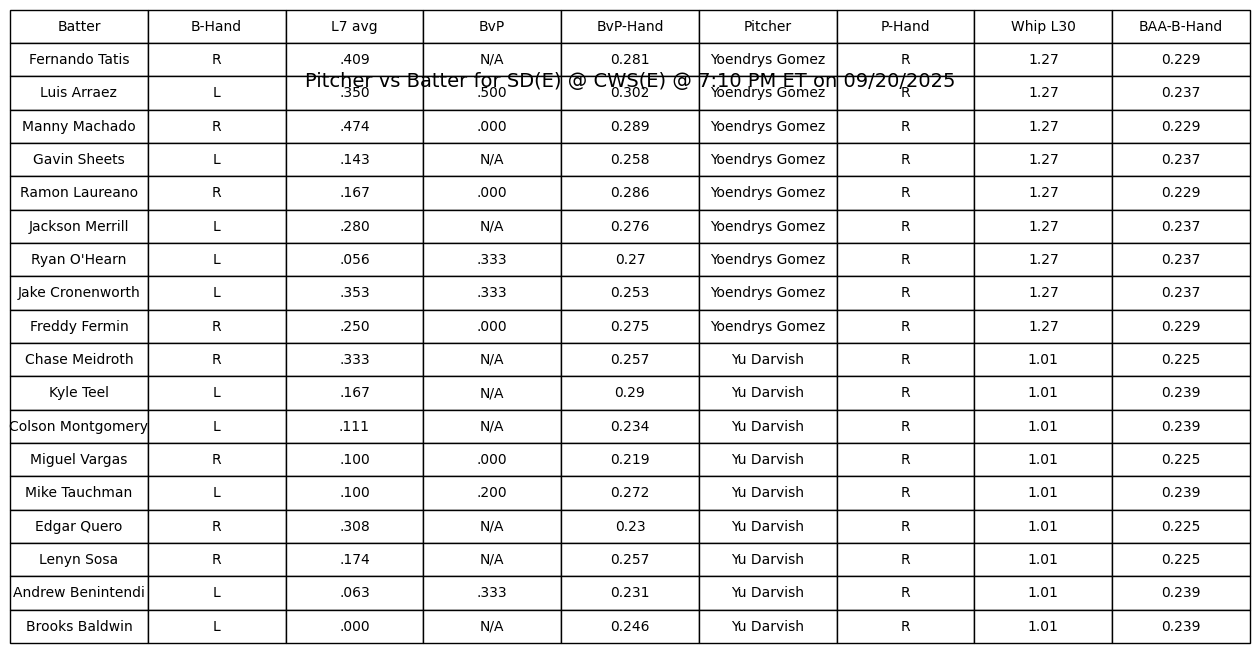 Batter B-Hand L7 avg BvP BvP-Hand Pitcher P-Hand Whip L30 BAA-B-Hand
Fernando Tatis R .409 N/A 0.281 Yoendrys Gomez R 1.27 0.229
Pitcher vs Batter for SD(E) @ CWS(E) @ 7:10 PM ET on 09/20/2025
Luis Arraez L .350 .500 0.302 Yoendrys Gomez R 1.27 0.237
Manny Machado R .474 .000 0.289 Yoendrys Gomez R 1.27 0.229
Gavin Sheets L .143 N/A 0.258 Yoendrys Gomez R 1.27 0.237
Ramon Laureano R .167 .000 0.286 Yoendrys Gomez R 1.27 0.229
Jackson Merrill L .280 N/A 0.276 Yoendrys Gomez R 1.27 0.237
Ryan O'Hearn L .056 .333 0.27 Yoendrys Gomez R 1.27 0.237
Jake Cronenworth L .353 .333 0.253 Yoendrys Gomez R 1.27 0.237
Freddy Fermin R .250 .000 0.275 Yoendrys Gomez R 1.27 0.229
Chase Meidroth R .333 N/A 0.257 Yu Darvish R 1.01 0.225
Kyle Teel L .167 N/A 0.29 Yu Darvish R 1.01 0.239
Colson Montgomery L .111 N/A 0.234 Yu Darvish R 1.01 0.239
Miguel Vargas R .100 .000 0.219 Yu Darvish R 1.01 0.225
Mike Tauchman L .100 .200 0.272 Yu Darvish R 1.01 0.239
Edgar Quero R .308 N/A 0.23 Yu Darvish R 1.01 0.225
Lenyn Sosa R .174 N/A 0.257 Yu Darvish R 1.01 0.225
Andrew Benintendi L .063 .333 0.231 Yu Darvish R 1.01 0.239
Brooks Baldwin L .000 N/A 0.246 Yu Darvish R 1.01 0.239